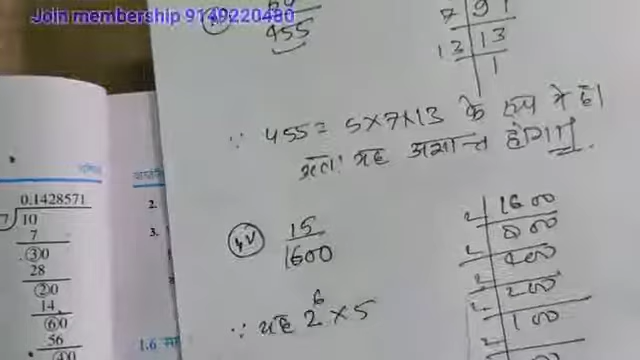 Join membership 9149220480
455
7 | 91
13 | 13
1
∵ 455 = 5×7×13 के रूप में है।
अतः यह असान्त होगा।
(iv) 15/1600
2 | 1600
2 | 800
2 | 400
2 | 200
2 | 100
∵ यह 2⁶ × 5
0.1428571
7 10
7
30
28
20
14
60
56
40
2.
3.
1.6